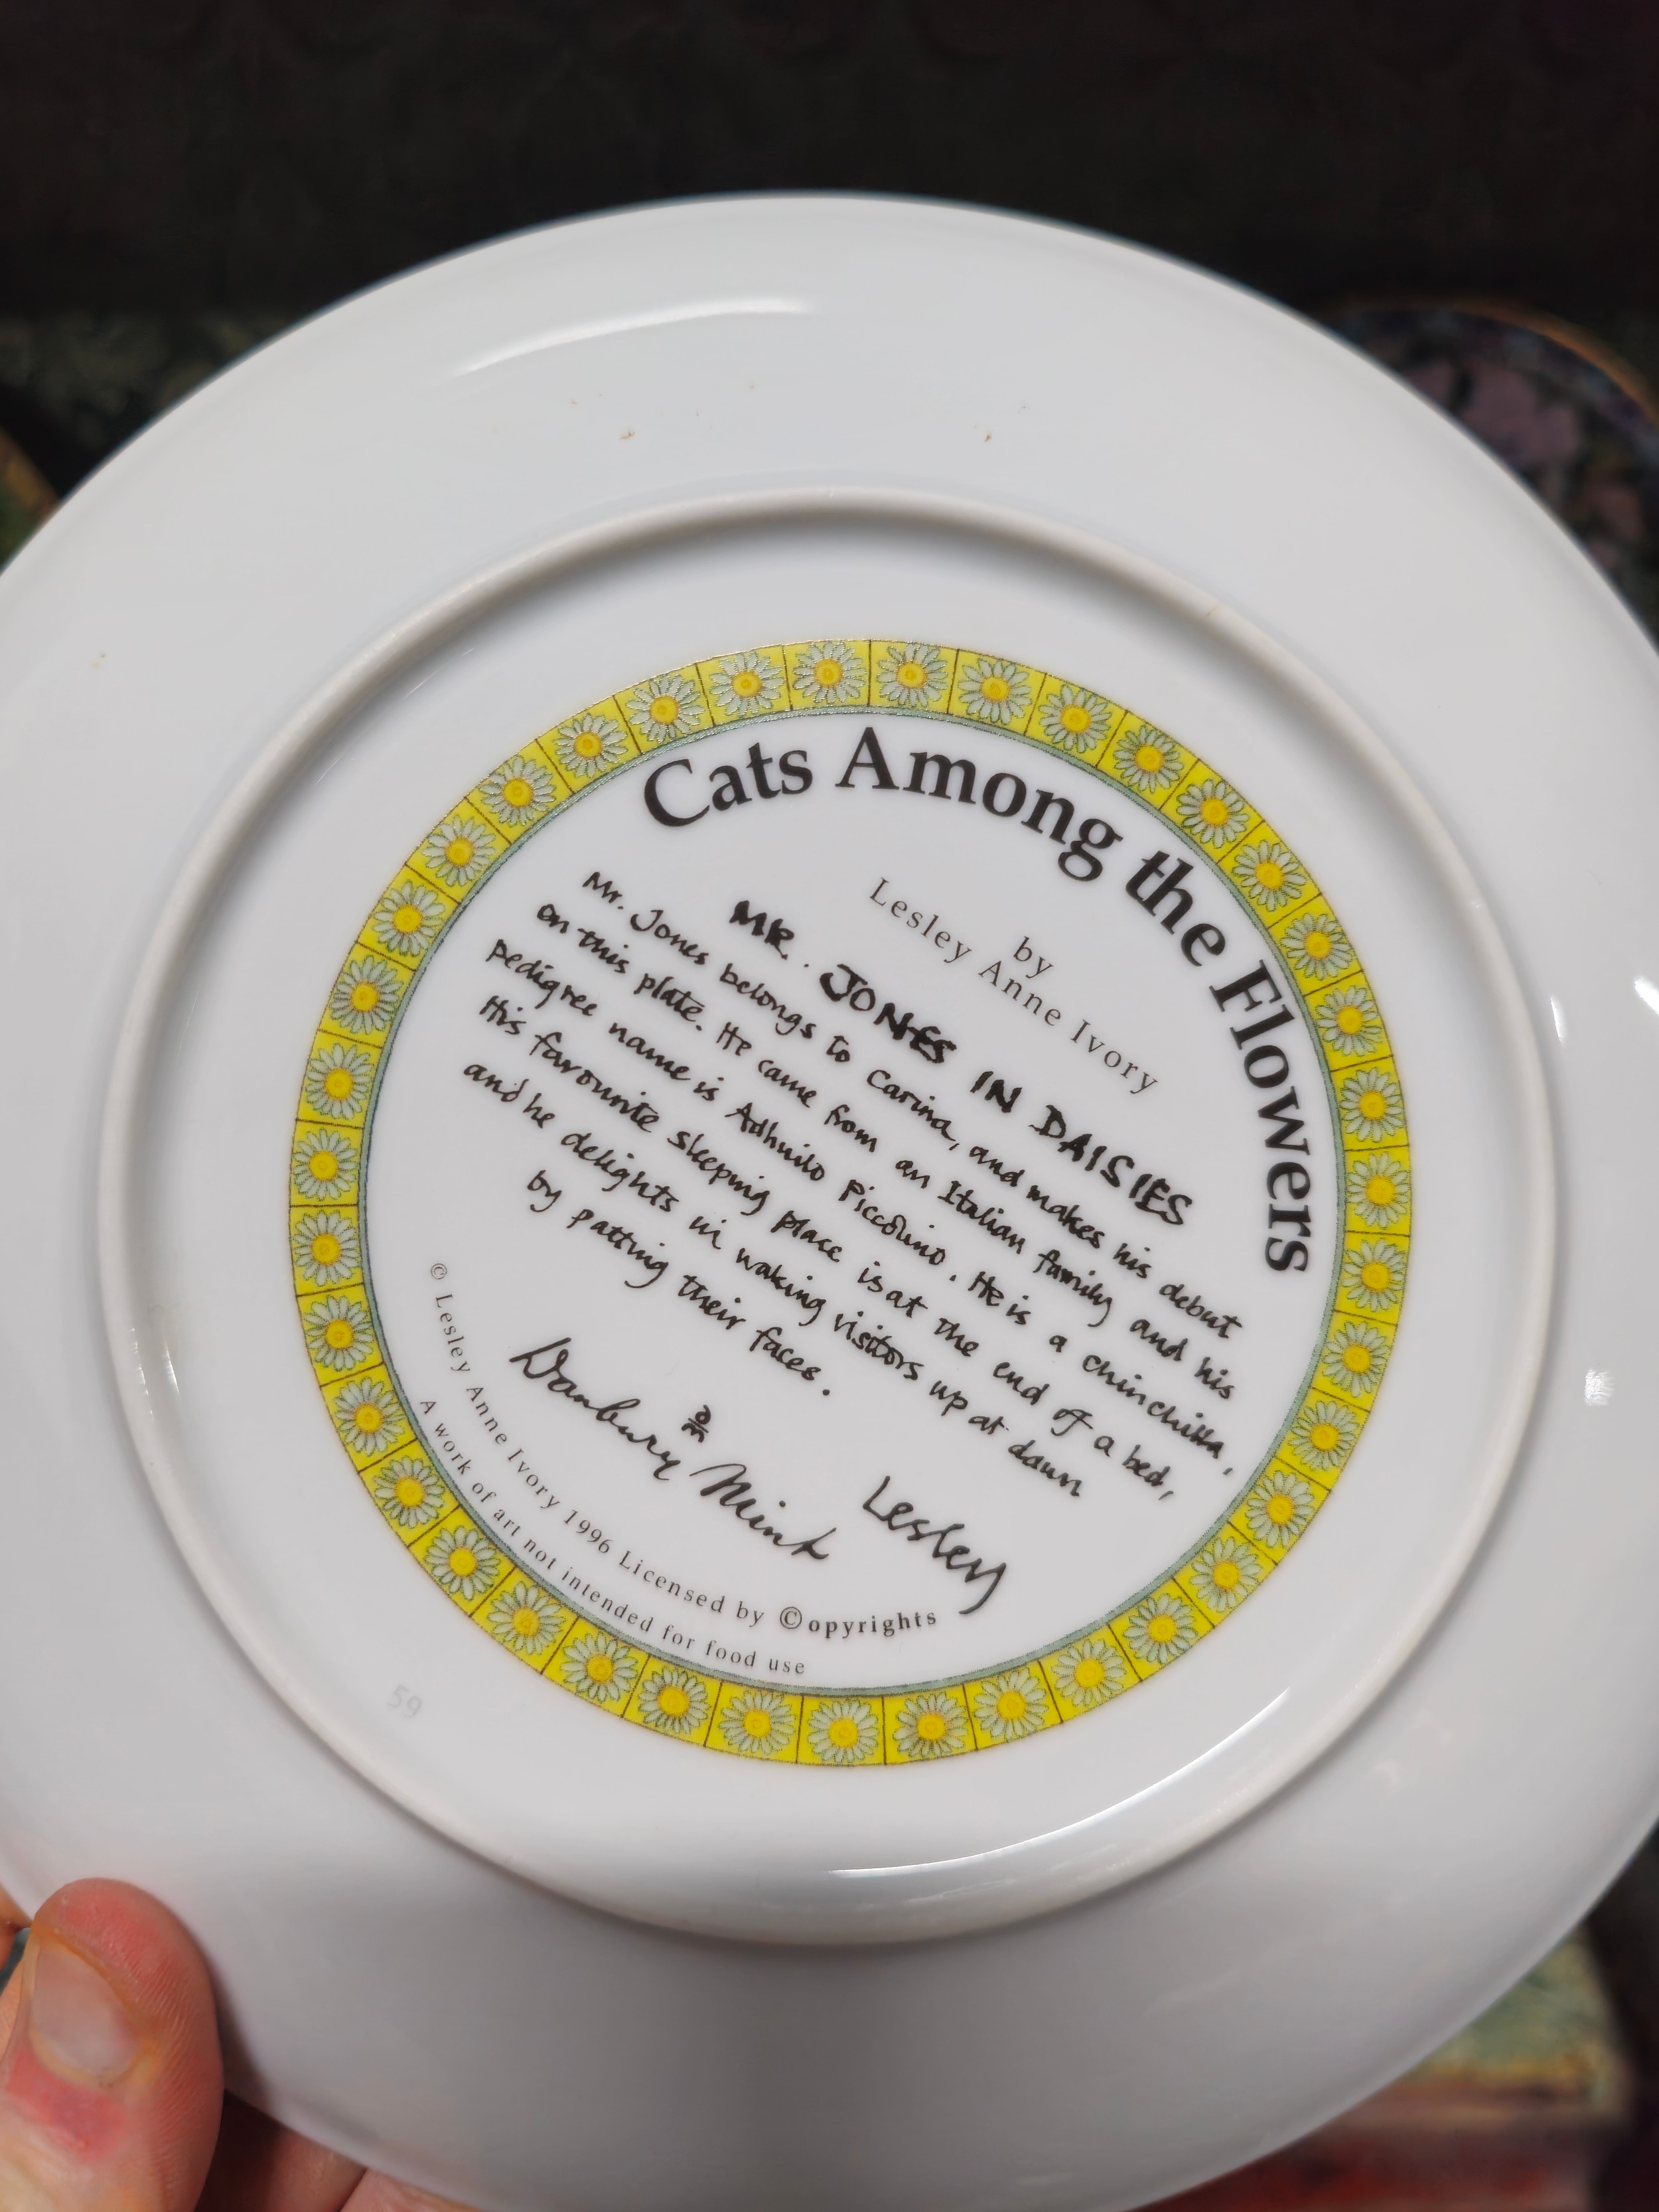 Cats Among the Flowers
by
Lesley Anne Ivory
MR. JONES IN DAISIES
Mr. Jones belongs to Carina, and makes his debut
on this plate. He came from an Italian family and his
pedigree name is Adhuilo Piccolino. He is a chinchilla,
His favourite sleeping place is at the end of a bed,
and he delights in waking visitors up at dawn
by patting their faces.
Lesley
DM
Danbury Mint
© Lesley Anne Ivory 1996 Licensed by ©opyrights
A work of art not intended for food use
59